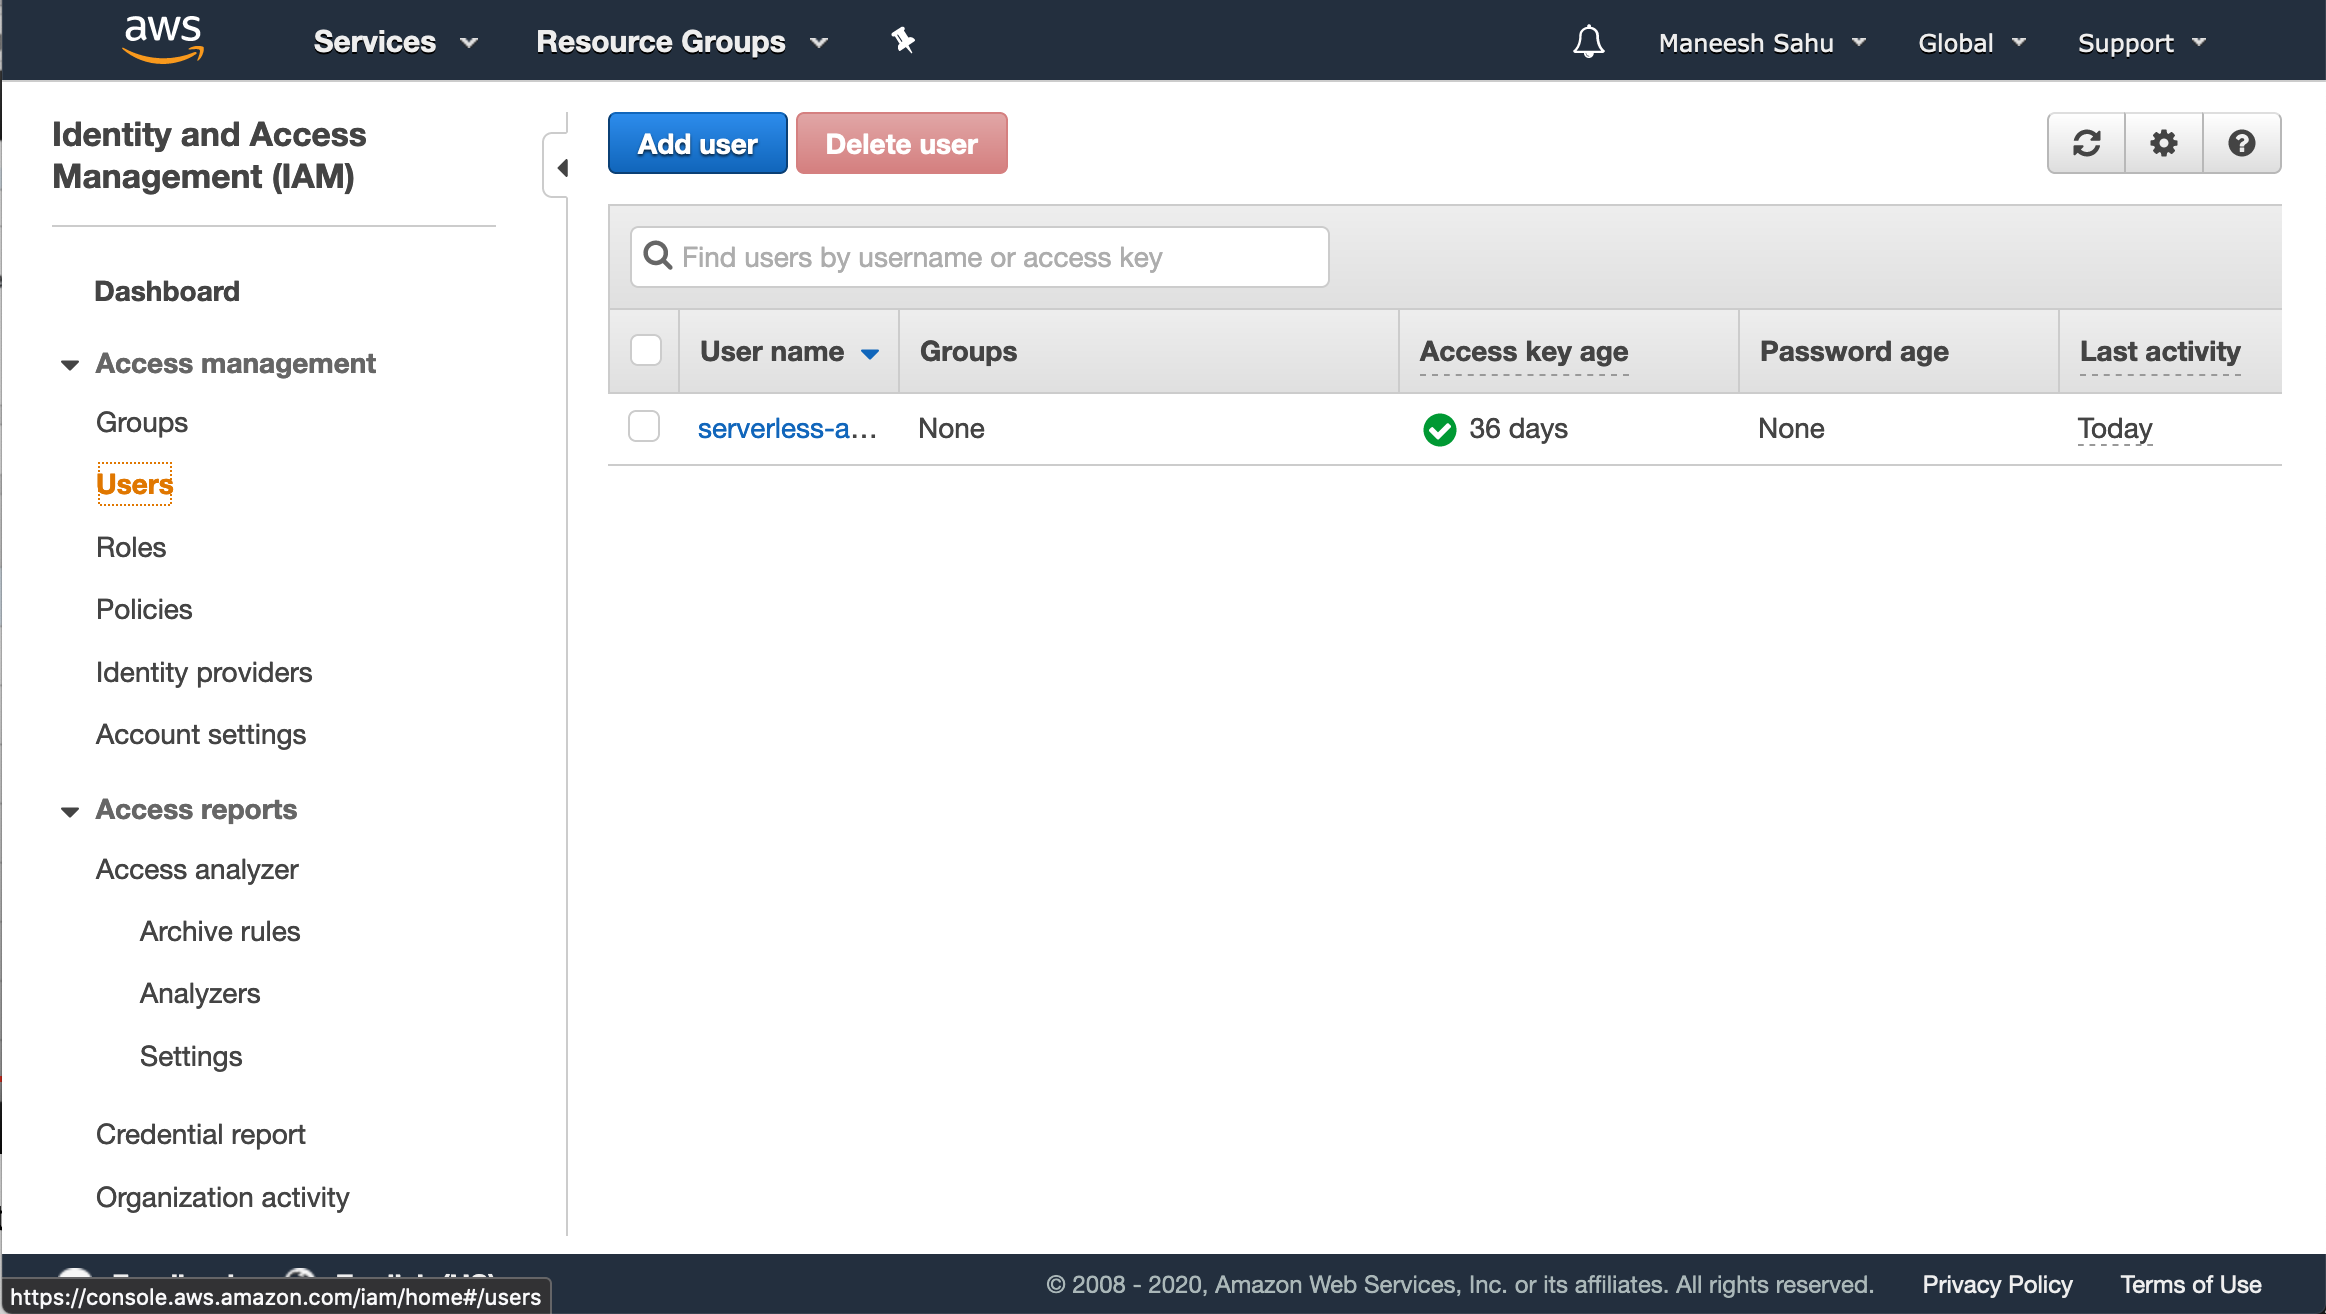 aws
Services
Resource Groups
Maneesh Sahu
Global
Support
Identity and Access
Management (IAM)
Dashboard
Access management
Groups
Users
Roles
Policies
Identity providers
Account settings
Access reports
Access analyzer
Archive rules
Analyzers
Settings
Credential report
Organization activity
Add user
Delete user
Find users by username or access key
User name
Groups
Access key age
Password age
Last activity
serverless-a...
None
36 days
None
Today
© 2008 - 2020, Amazon Web Services, Inc. or its affiliates. All rights reserved.
Privacy Policy
Terms of Use
https://console.aws.amazon.com/iam/home#/users